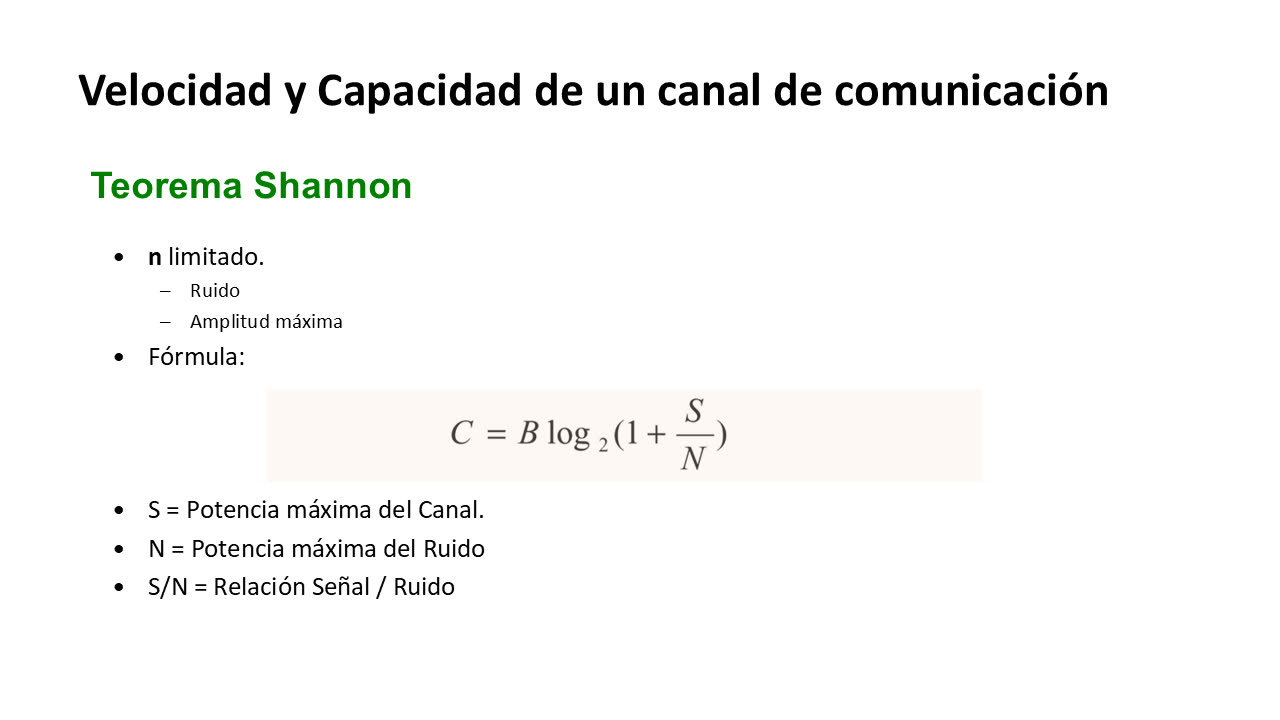 Velocidad y Capacidad de un canal de comunicación
Teorema Shannon
• n limitado.
– Ruido
– Amplitud máxima
• Fórmula:
C = B log ₂ (1 + S/N)
• S = Potencia máxima del Canal.
• N = Potencia máxima del Ruido
• S/N = Relación Señal / Ruido